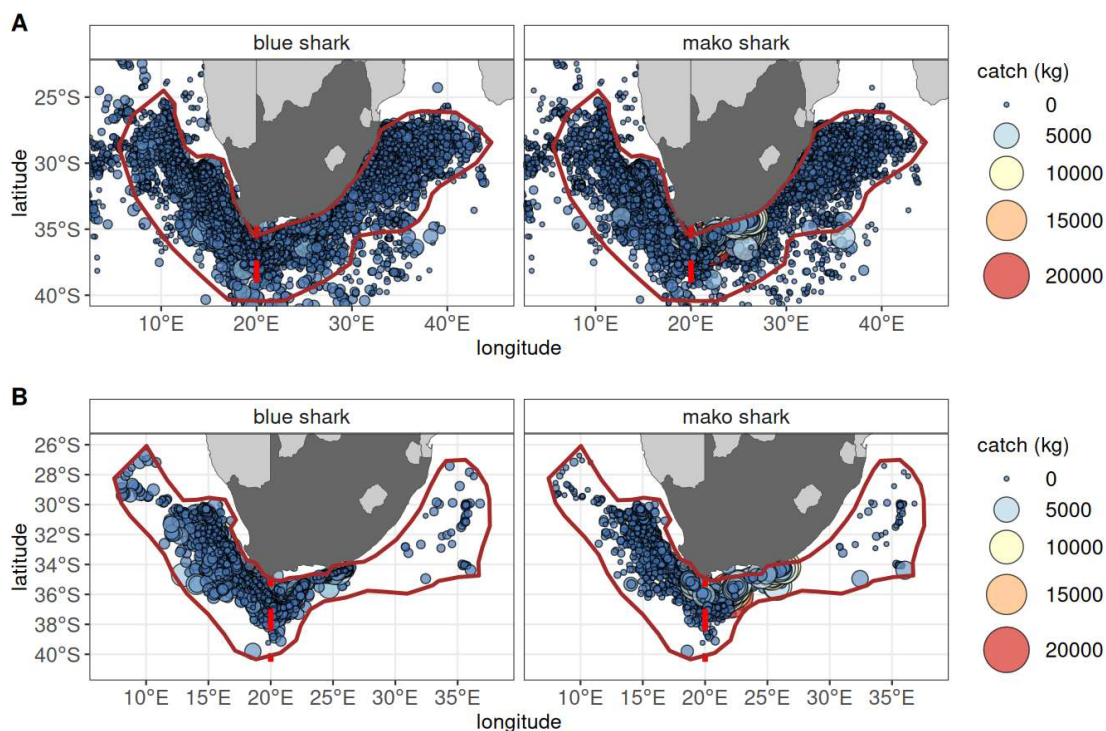 A
blue shark
mako shark
25°S
30°S
35°S
40°S
latitude
10°E 20°E 30°E 40°E
10°E 20°E 30°E 40°E
longitude
catch (kg)
0
5000
10000
15000
20000
B
blue shark
mako shark
26°S
28°S
30°S
32°S
34°S
36°S
38°S
40°S
latitude
10°E 15°E 20°E 25°E 30°E 35°E
10°E 15°E 20°E 25°E 30°E 35°E
longitude
catch (kg)
0
5000
10000
15000
20000